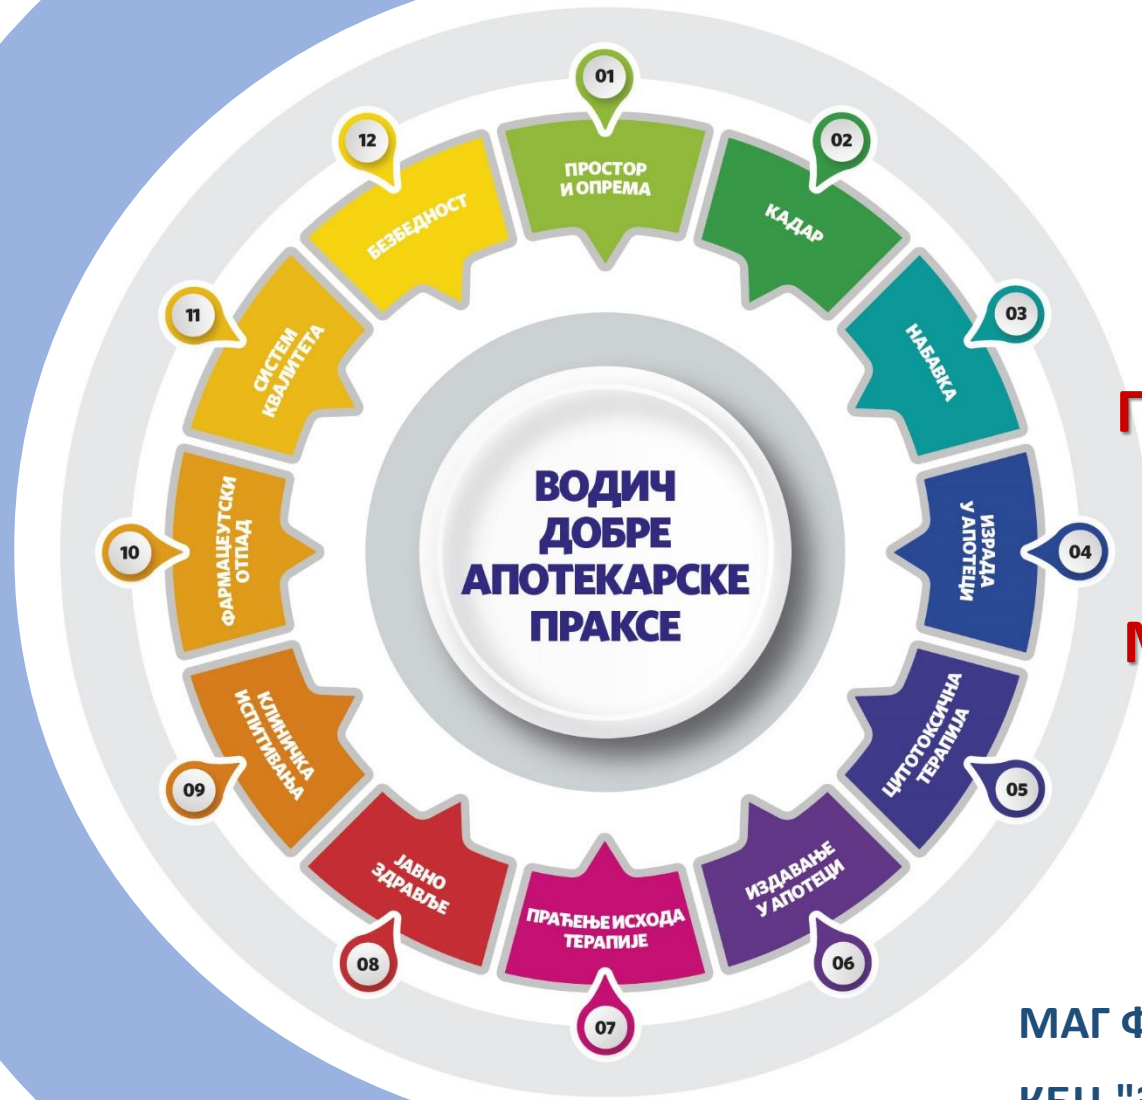 01
ПРОСТОР
И ОПРЕМА
02
КАДАР
03
НАБАВКА
04
ИЗРАДА
У АПОТЕЦИ
05
ЦИТОТОКСИЧНА
ТЕРАПИЈА
06
ИЗДАВАЊЕ
У АПОТЕЦИ
07
ПРАЋЕЊЕ ИСХОДА
ТЕРАПИЈЕ
08
ЈАВНО
ЗДРАВЉЕ
09
КЛИНИЧКА
ИСПИТИВАЊА
10
ФАРМАЦЕУТСКИ
ОТПАД
11
СИСТЕМ
КВАЛИТЕТА
12
БЕЗБЕДНОСТ
ВОДИЧ
ДОБРЕ
АПОТЕКАРСКЕ
ПРАКСЕ
МАГ Ф